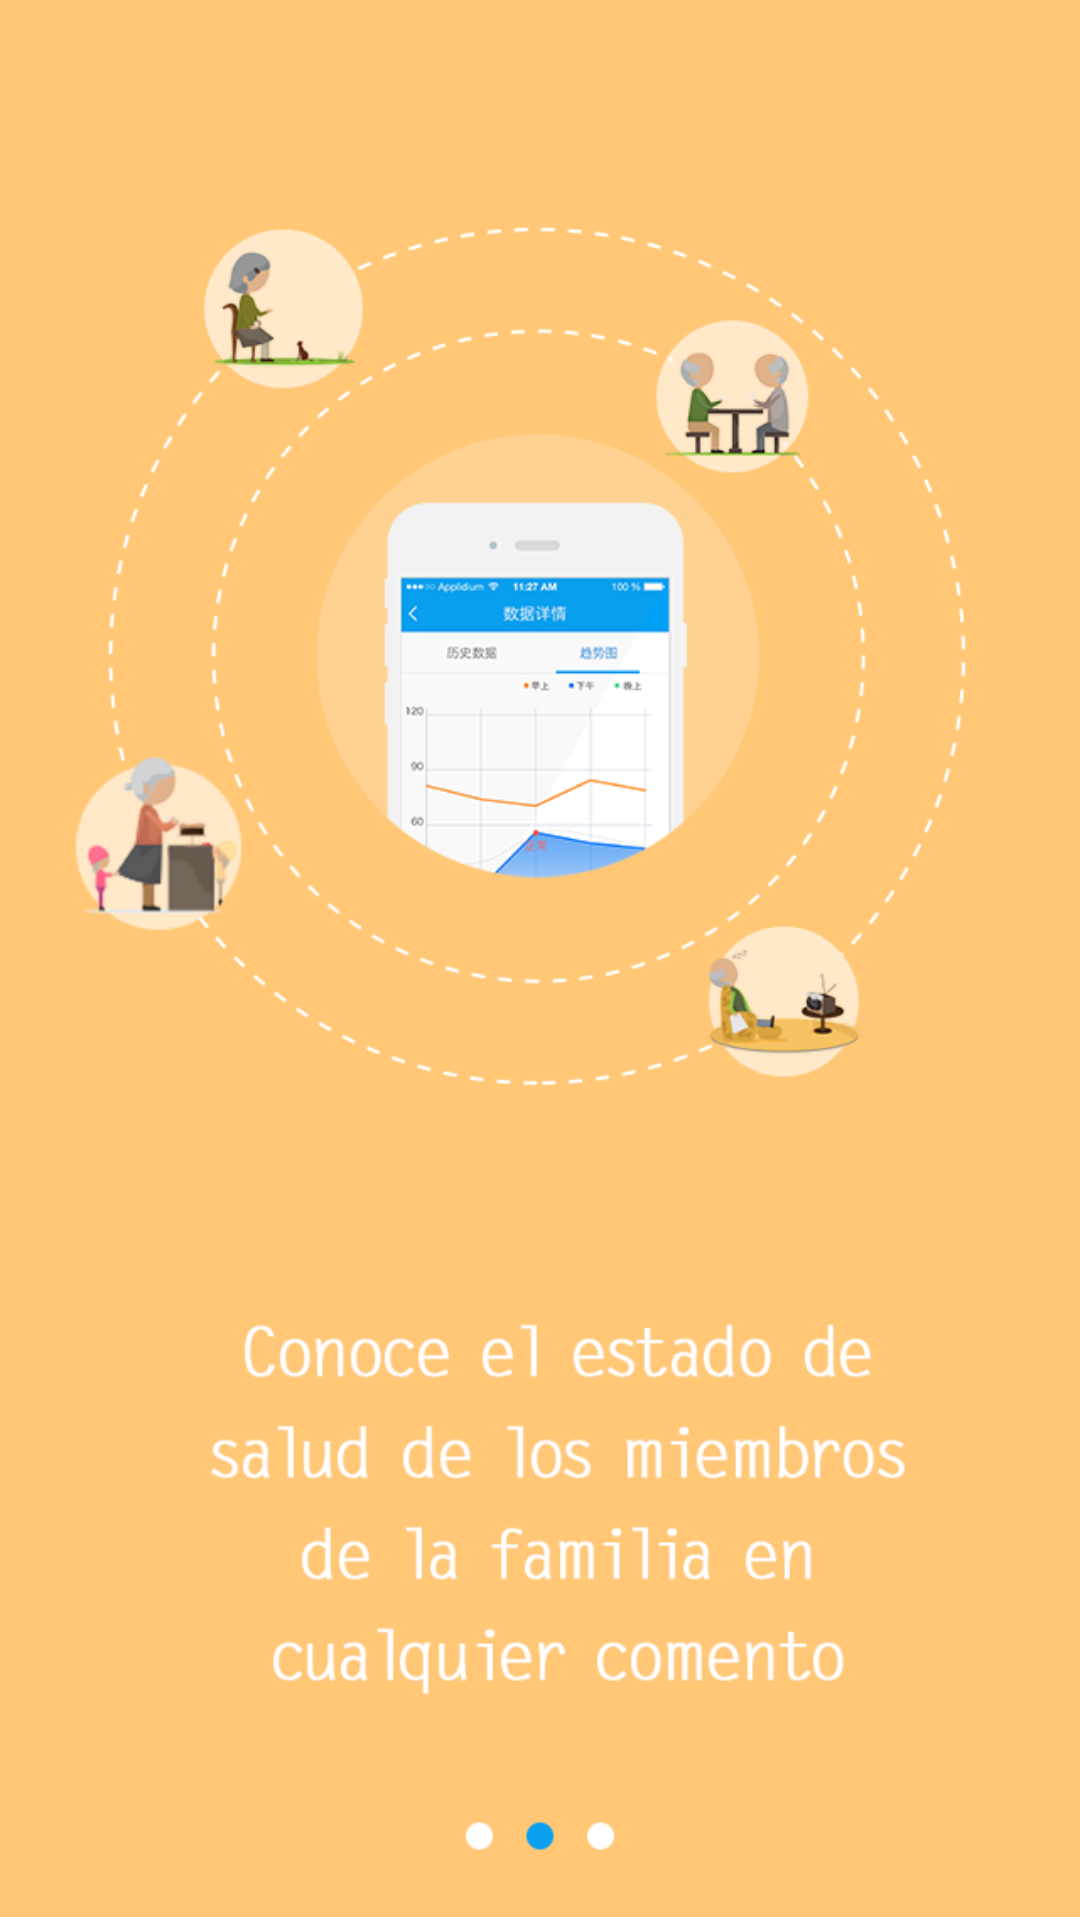 Applidium 11:27 AM 100 %
数据详情
历史数据 趋势图
早上 下午 晚上
120
90
60
正常
Conoce el estado de
salud de los miembros
de la familia en
cualquier comento